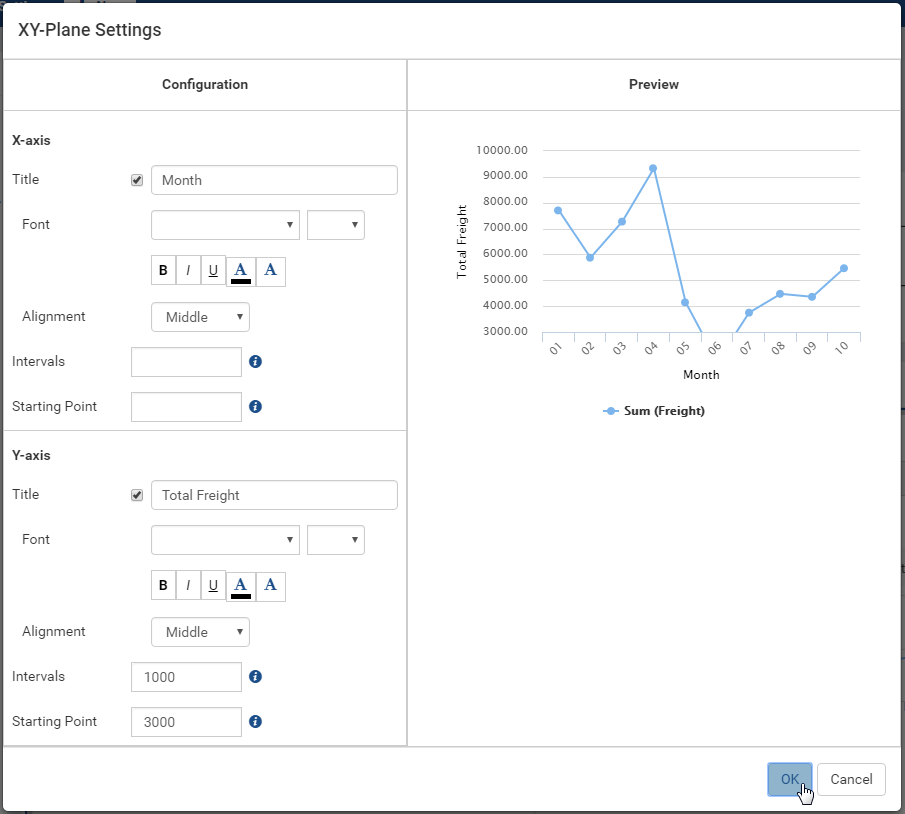 XY-Plane Settings
Configuration
X-axis
Title Month
Font
B I U A A
Alignment Middle
Intervals
Starting Point
Y-axis
Title Total Freight
Font
B I U A A
Alignment Middle
Intervals 1000
Starting Point 3000
Preview
10000.00
9000.00
8000.00
7000.00
6000.00
5000.00
4000.00
3000.00
Total Freight
01 02 03 04 05 06 07 08 09 10
Month
Sum (Freight)
OK Cancel